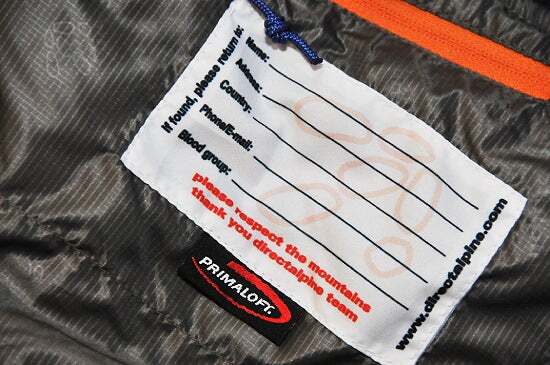 If found, please return is:
Name:
Address:
Country:
Phone/E-mail:
Blood group:
please respect the mountains
thank you directalpine team
www.directalpine.com
PRIMALOFT.